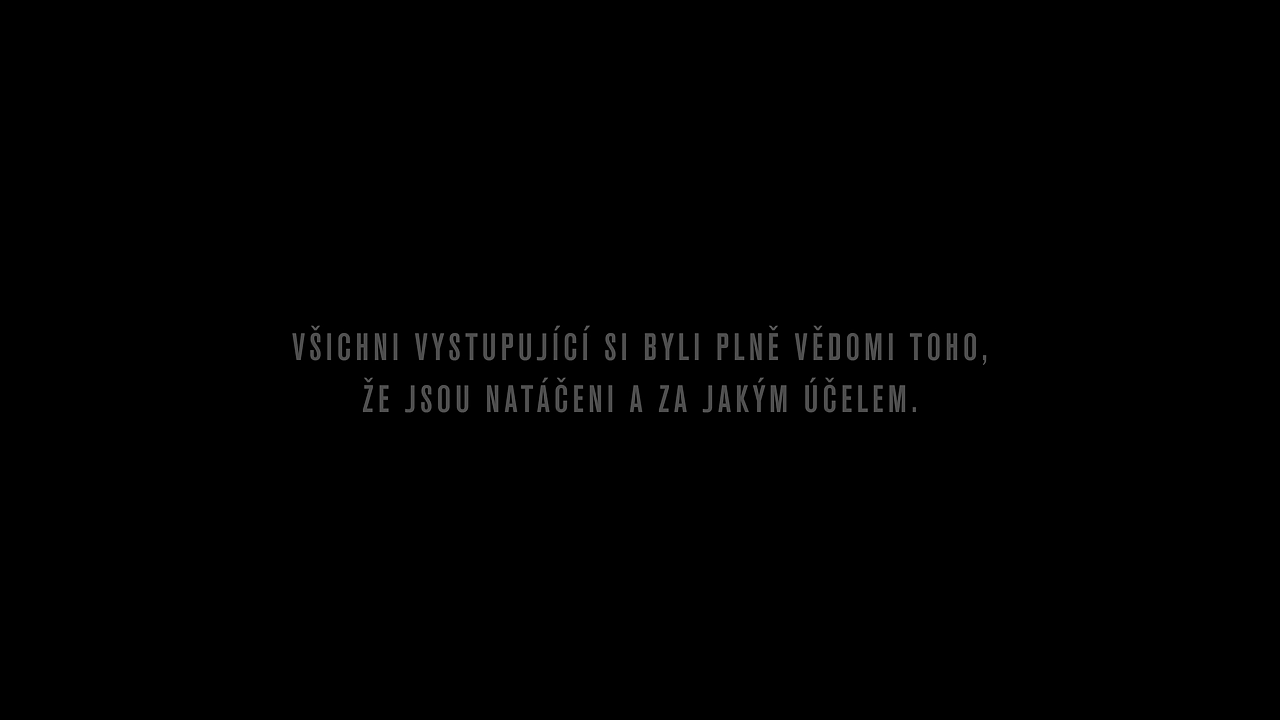 VŠICHNI VYSTUPUJÍCÍ SI BYLI PLNĚ VĚDOMI TOHO,
ŽE JSOU NATÁČENI A ZA JAKÝM ÚČELEM.